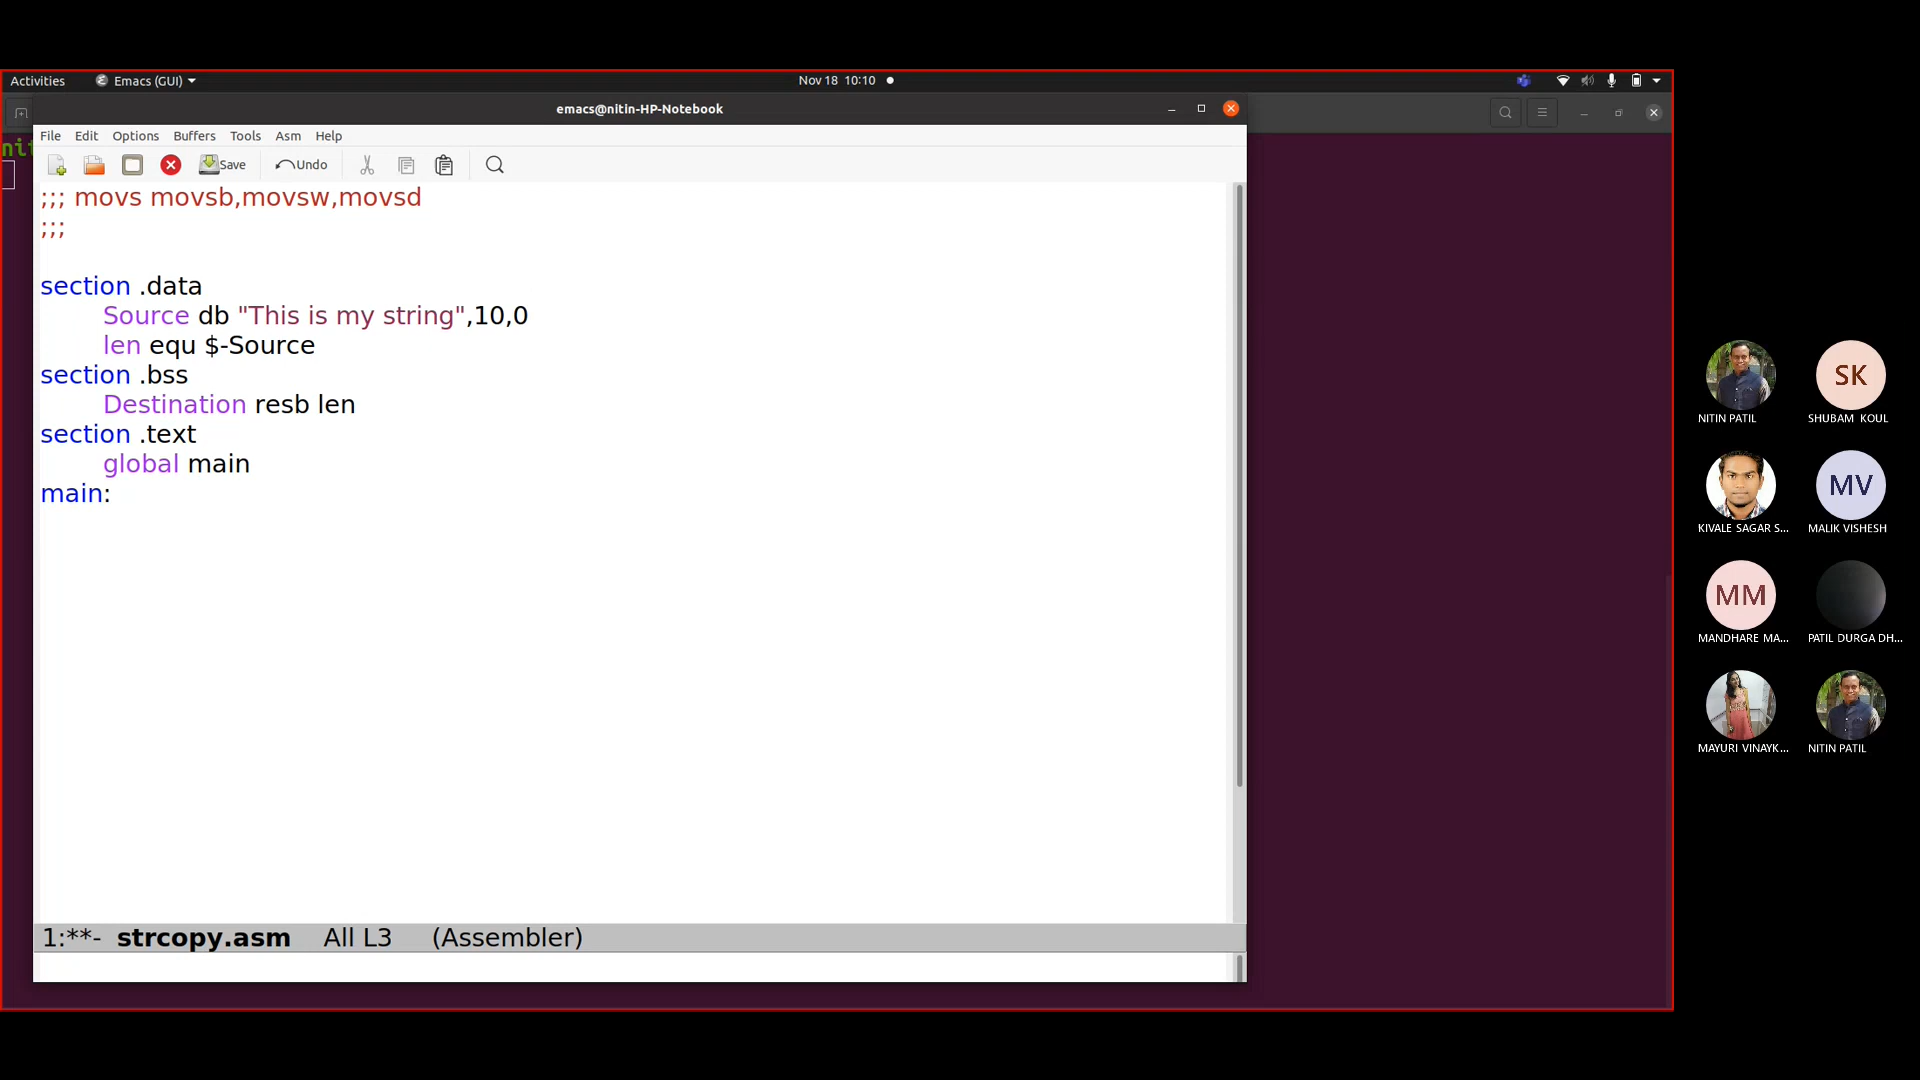 Activities Emacs (GUI) Nov 18 10:10
emacs@nitin-HP-Notebook
File Edit Options Buffers Tools Asm Help
Save Undo
nit
;;; movs movsb,movsw,movsd
;;;
section .data
Source db "This is my string",10,0
len equ $-Source
section .bss
Destination resb len
section .text
global main
main:
1:**- strcopy.asm All L3 (Assembler)
NITIN PATIL
SK
SHUBAM KOUL
KIVALE SAGAR S...
MV
MALIK VISHESH
MM
MANDHARE MA...
PATIL DURGA DH...
MAYURI VINAYK...
NITIN PATIL